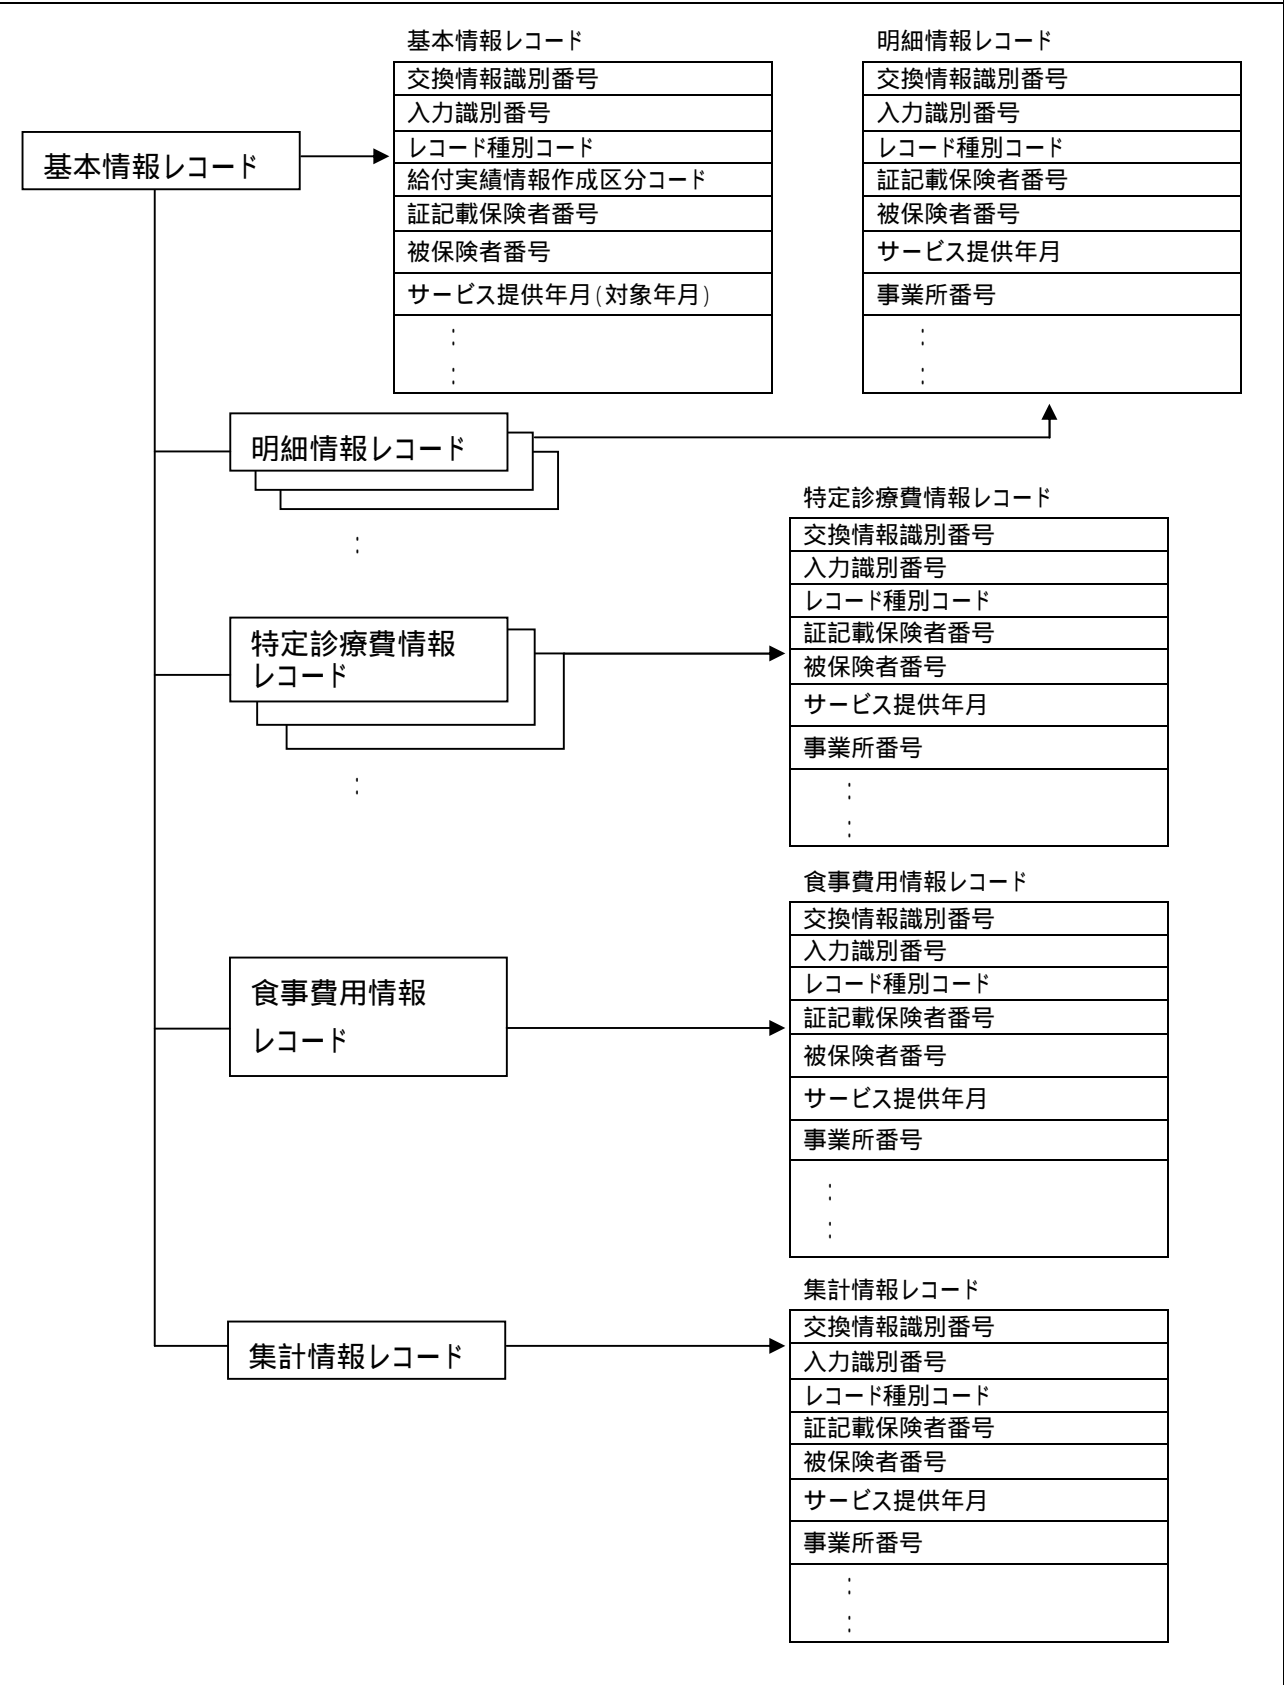 基本情報レコード
交換情報識別番号
入力識別番号
レコード種別コード
給付実績情報作成区分コード
証記載保険者番号
被保険者番号
サービス提供年月(対象年月)
:
:
明細情報レコード
交換情報識別番号
入力識別番号
レコード種別コード
証記載保険者番号
被保険者番号
サービス提供年月
事業所番号
:
:
基本情報レコード
明細情報レコード
:
特定診療費情報レコード
交換情報識別番号
入力識別番号
レコード種別コード
証記載保険者番号
被保険者番号
サービス提供年月
事業所番号
:
:
特定診療費情報
レコード
:
食事費用情報レコード
交換情報識別番号
入力識別番号
レコード種別コード
証記載保険者番号
被保険者番号
サービス提供年月
事業所番号
:
:
食事費用情報
レコード
集計情報レコード
交換情報識別番号
入力識別番号
レコード種別コード
証記載保険者番号
被保険者番号
サービス提供年月
事業所番号
:
:
集計情報レコード